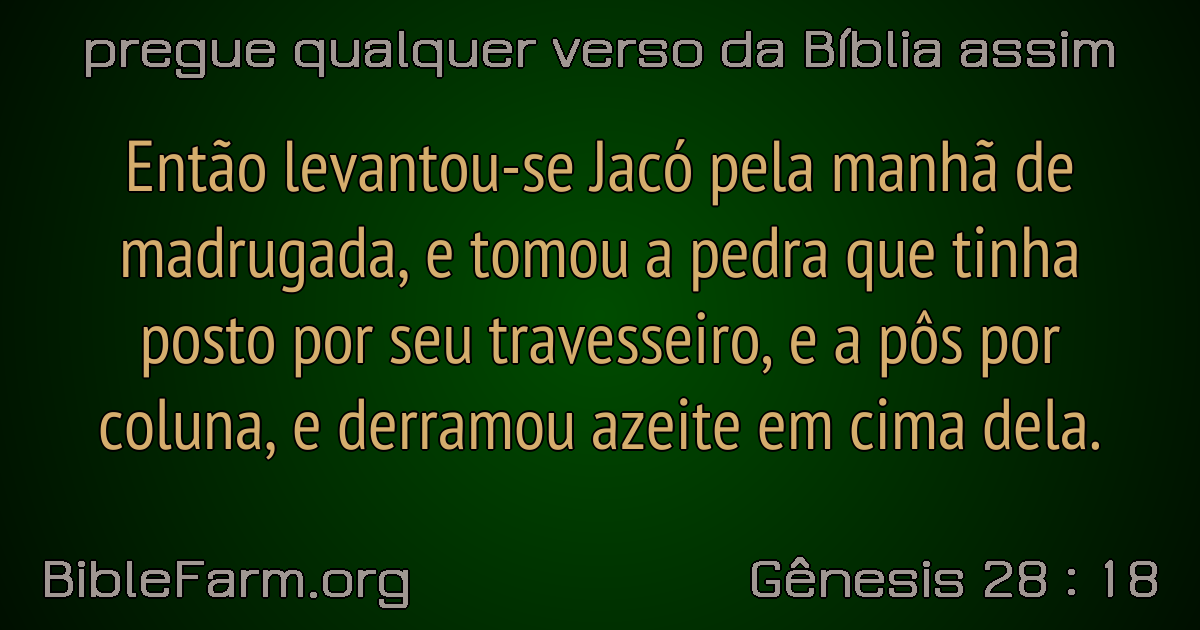 pregue qualquer verso da Bíblia assim
Então levantou-se Jacó pela manhã de
madrugada, e tomou a pedra que tinha
posto por seu travesseiro, e a pôs por
coluna, e derramou azeite em cima dela.
BibleFarm.org
Gênesis 28 : 18